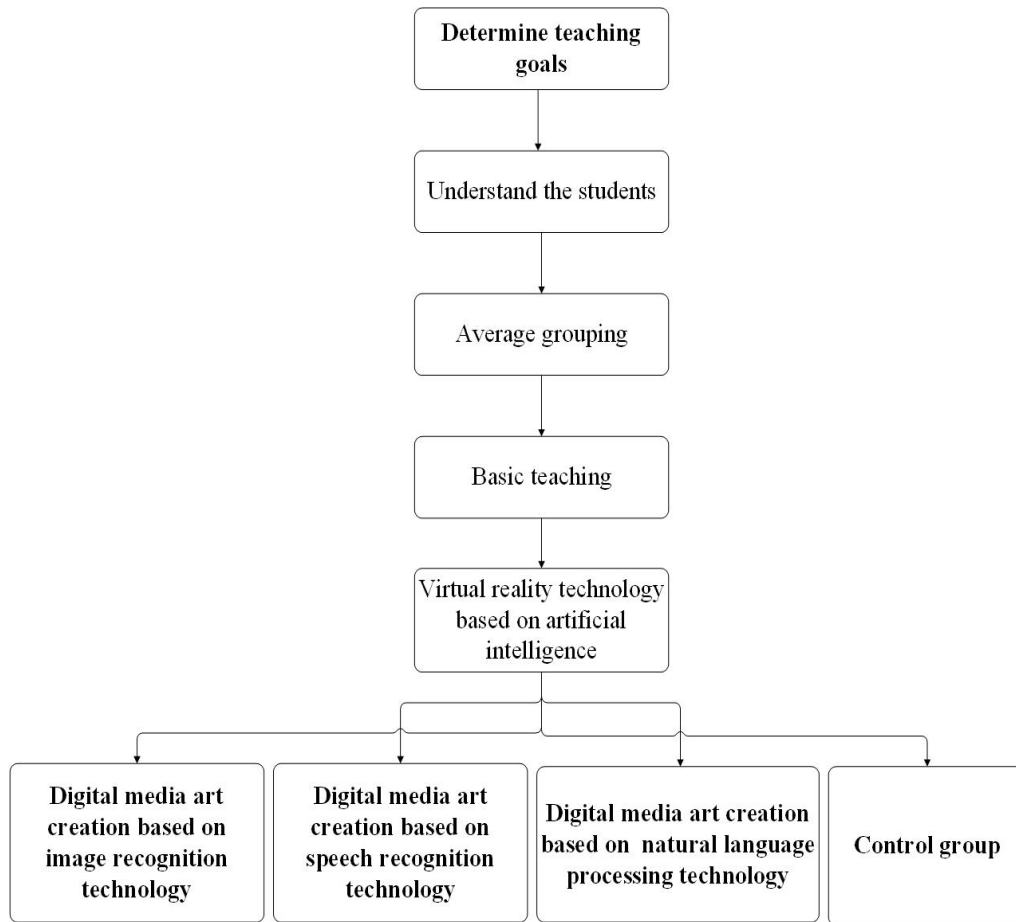 Determine teaching
goals
Understand the students
Average grouping
Basic teaching
Virtual reality technology
based on artificial
intelligence
Digital media art
creation based on
image recognition
technology
Digital media art
creation based on
speech recognition
technology
Digital media art creation
based on natural language
processing technology
Control group